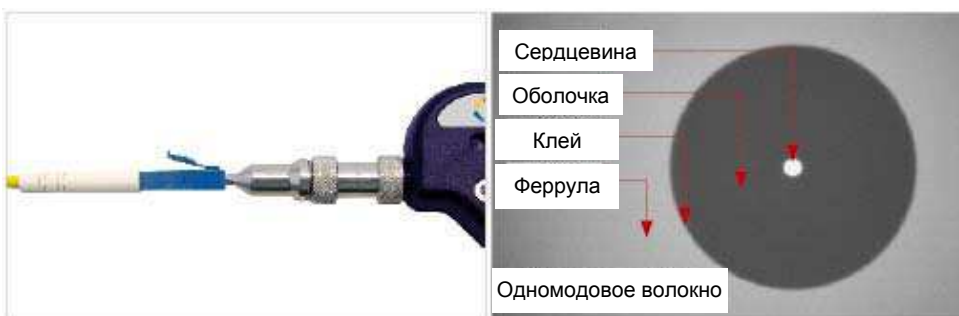 Сердцевина
Оболочка
Клей
Феррула
Одномодовое волокно